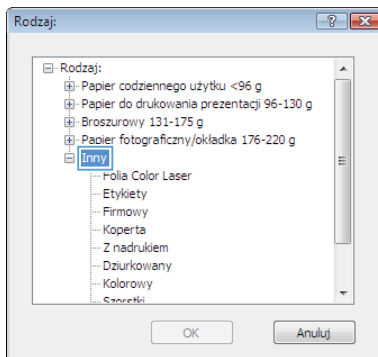 Rodzaj:
Rodzaj:
Papier codziennego użytku <96 g
Papier do drukowania prezentacji 96-130 g
Broszurowy 131-175 g
Papier fotograficzny/okładka 176-220 g
Inny
Folia Color Laser
Etykiety
Firmowy
Koperta
Z nadrukiem
Dziurkowany
Kolorowy
Szorstki
OK Anuluj